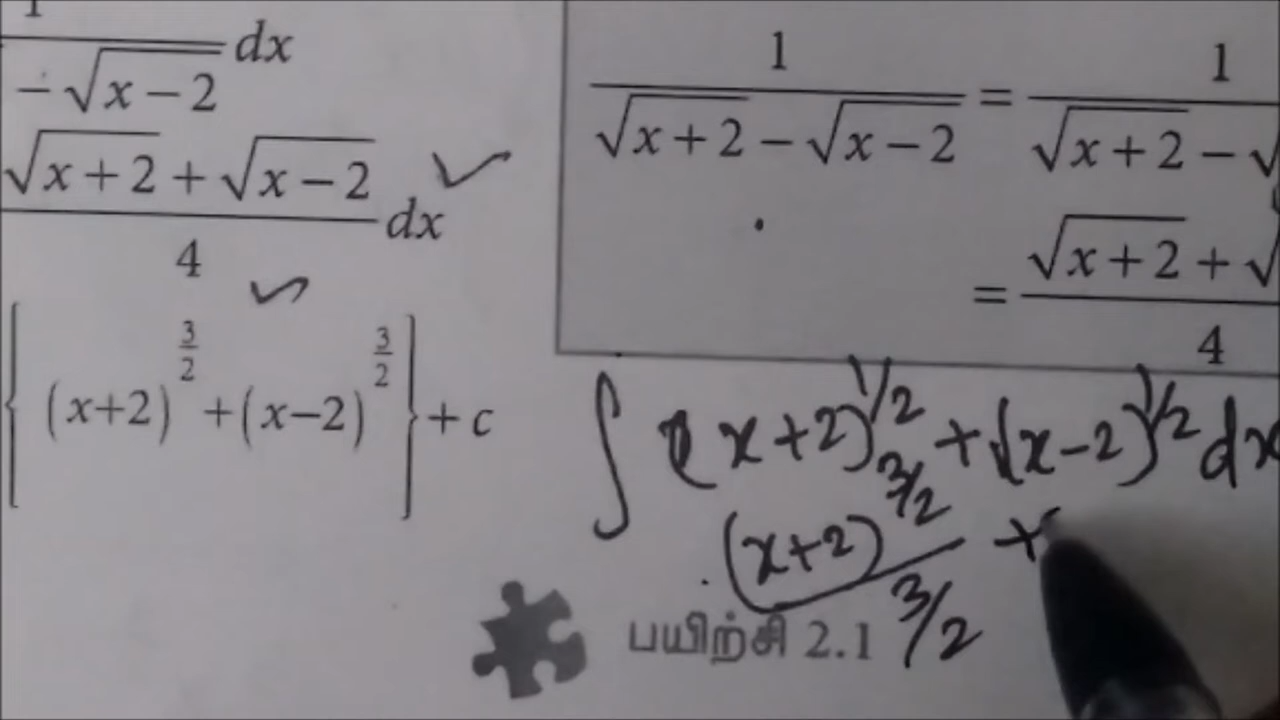 1
dx
− √x − 2
√x + 2 + √x − 2
dx
4
{ (x+2)^3/2 + (x−2)^3/2 } + c
1 / (√x + 2 − √x − 2) = 1 / (√x + 2 − √
= √x + 2 + √
4
∫ (x+2)^1/2 + (x-2)^1/2 dx
(x+2)^3/2 +
3/2
பயிற்சி 2.1